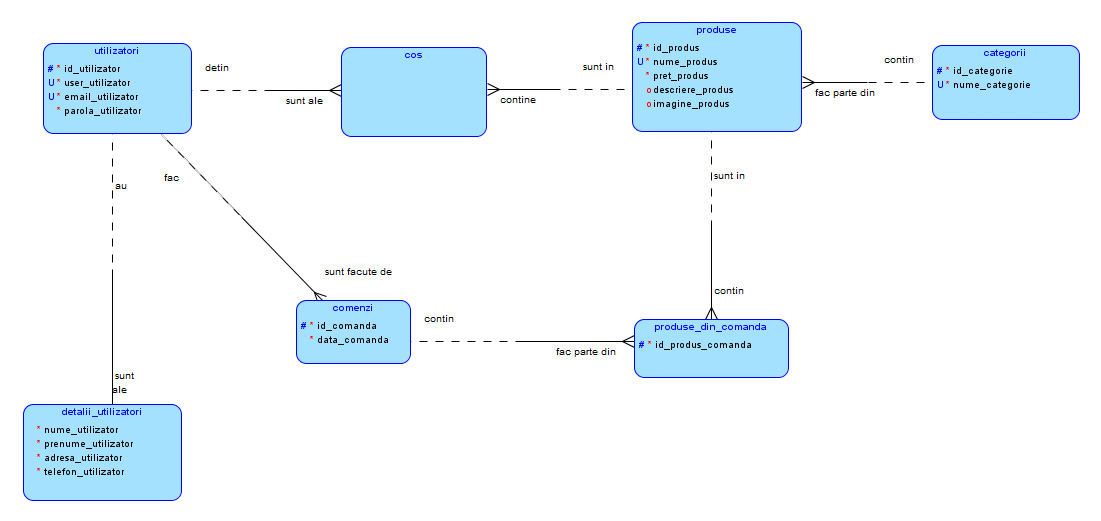 utilizatori
# * id_utilizator
U * user_utilizator
U * email_utilizator
* parola_utilizator
detin
sunt ale
cos
sunt in
contine
produse
# * id_produs
U * nume_produs
* pret_produs
o descriere_produs
o imagine_produs
contin
fac parte din
categorii
# * id_categorie
U * nume_categorie
au
fac
sunt in
sunt facute de
contin
comenzi
# * id_comanda
* data_comanda
contin
fac parte din
produse_din_comanda
# * id_produs_comanda
sunt
ale
detalii_utilizatori
* nume_utilizator
* prenume_utilizator
* adresa_utilizator
* telefon_utilizator